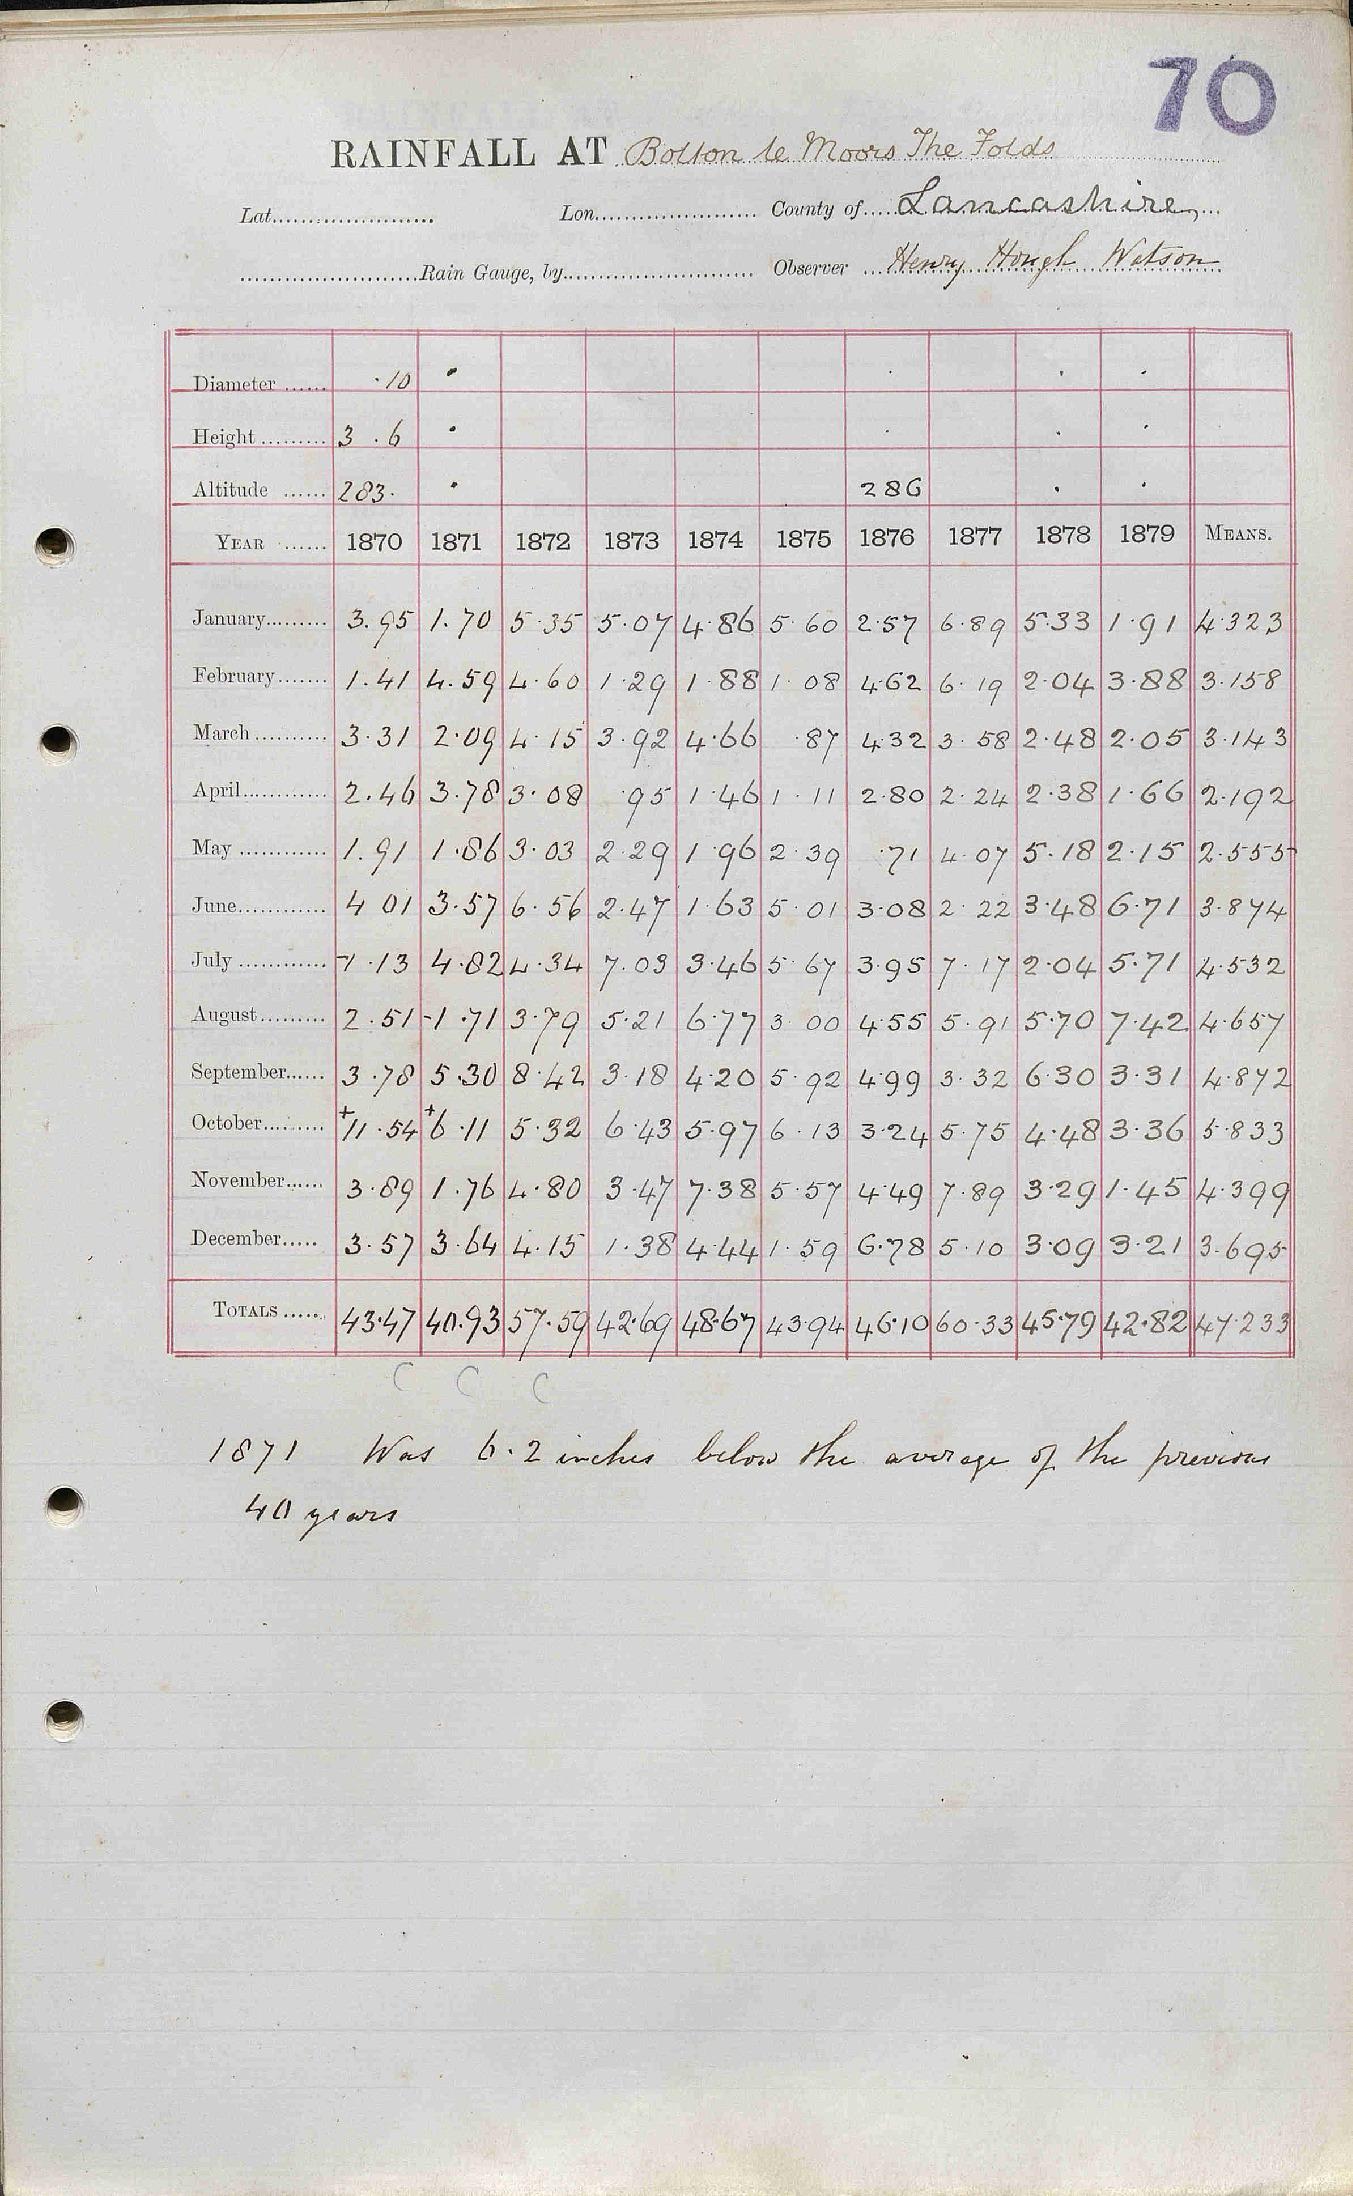 70
RAINFALL AT Bolton le Moors The Folds
Lat. Lon. County of Lancashire
Rain Gauge, by Observer Henry Hough Watson
Diameter ·10 ·
Height 3 .6 ·
Altitude 283. · 286 · ·
YEAR 1870 1871 1872 1873 1874 1875 1876 1877 1878 1879 MEANS.
January 3.95 1.70 5.35 5.07 4.86 5.60 2.57 6.89 5.33 1.91 4.323
February 1.41 4.59 4.60 1.29 1.88 1.08 4.62 6.19 2.04 3.88 3.158
March 3.31 2.09 4.15 3.92 4.66 .87 4.32 3.58 2.48 2.05 3.143
April 2.46 3.78 3.08 .95 1.46 1.11 2.80 2.24 2.38 1.66 2.192
May 1.91 1.86 3.03 2.29 1.96 2.39 .71 4.07 5.18 2.15 2.555
June 4 01 3.57 6.56 2.47 1.63 5.01 3.08 2.22 3.48 6.71 3.874
July -1.13 4.82 4.34 7.03 3.46 5.67 3.95 7.17 2.04 5.71 4.532
August 2.51 -1.71 3.79 5.21 6.77 3.00 4.55 5.91 5.70 7.42 4.657
September 3.78 5.30 8.42 3.18 4.20 5.92 4.99 3.32 6.30 3.31 4.872
October +11.54 +6.11 5.32 6.43 5.97 6.13 3.24 5.75 4.48 3.36 5.833
November 3.89 1.76 4.80 3.47 7.38 5.57 4.49 7.89 3.29 1.45 4.399
December 3.57 3.64 4.15 1.38 4.44 1.59 6.78 5.10 3.09 3.21 3.695
TOTALS 43.47 40.93 57.59 42.69 48.67 43.94 46.10 60.33 45.79 42.82 47.233
C C C
1871 Was 6.2 inches below the average of the previous
40 years